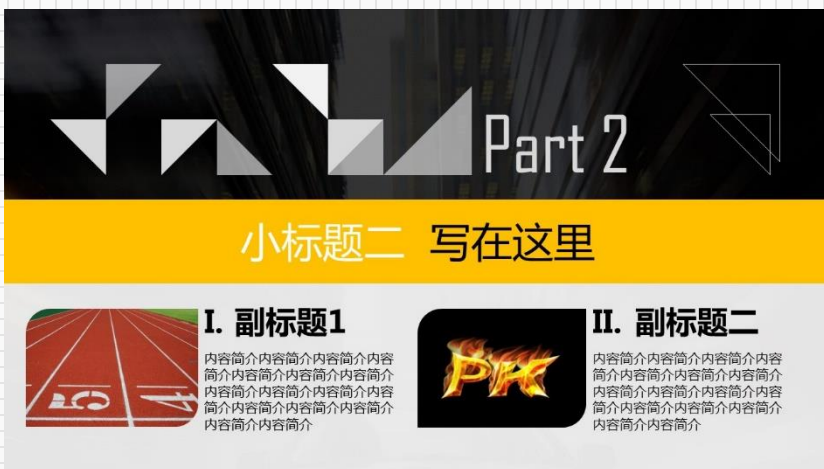 Part 2
小标题二 写在这里
I. 副标题1
内容简介内容简介内容简介内容
简介内容简介内容简介内容简介
内容简介内容简介内容简介内容
简介内容简介内容简介内容简介
内容简介内容简介
5 4
II. 副标题二
PK
内容简介内容简介内容简介内容
简介内容简介内容简介内容简介
内容简介内容简介内容简介内容
简介内容简介内容简介内容简介
内容简介内容简介